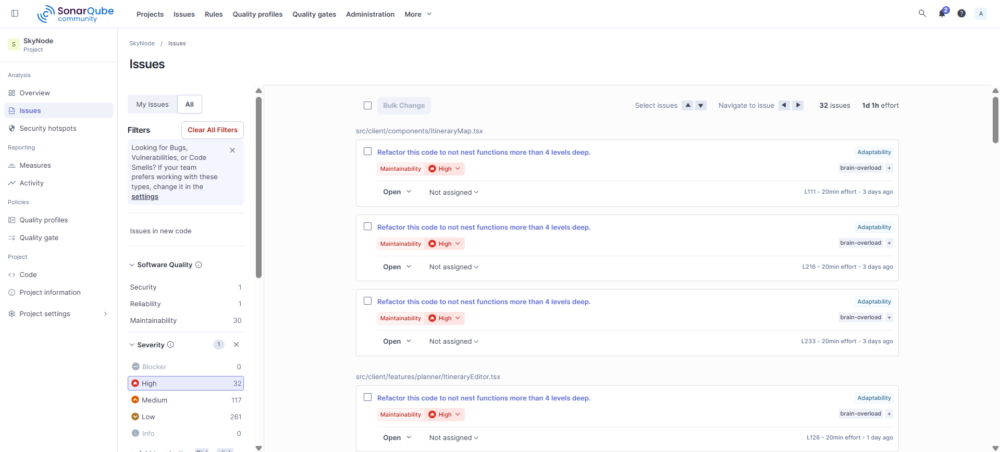 SonarQube community
Projects
Issues
Rules
Quality profiles
Quality gates
Administration
More
2
?
A
S
SkyNode
Project
Analysis
Overview
Issues
Security hotspots
Reporting
Measures
Activity
Policies
Quality profiles
Quality gate
Project
Code
Project information
Project settings
SkyNode / Issues
Issues
My Issues
All
Filters
Clear All Filters
Looking for Bugs,
Vulnerabilities, or Code
Smells? If your team
prefers working with these
types, change it in the
settings
Issues in new code
Software Quality
Security 1
Reliability 1
Maintainability 30
Severity 1
Blocker 0
High 32
Medium 117
Low 261
Info 0
Bulk Change
Select issues
Navigate to issue
32 issues
1d 1h effort
src/client/components/ItineraryMap.tsx
Refactor this code to not nest functions more than 4 levels deep.
Adaptability
Maintainability High
brain-overload +
Open
Not assigned
L111 • 20min effort • 3 days ago
Refactor this code to not nest functions more than 4 levels deep.
Adaptability
Maintainability High
brain-overload +
Open
Not assigned
L216 • 20min effort • 3 days ago
Refactor this code to not nest functions more than 4 levels deep.
Adaptability
Maintainability High
brain-overload +
Open
Not assigned
L233 • 20min effort • 3 days ago
src/client/features/planner/ItineraryEditor.tsx
Refactor this code to not nest functions more than 4 levels deep.
Adaptability
Maintainability High
brain-overload +
Open
Not assigned
L126 • 20min effort • 1 day ago